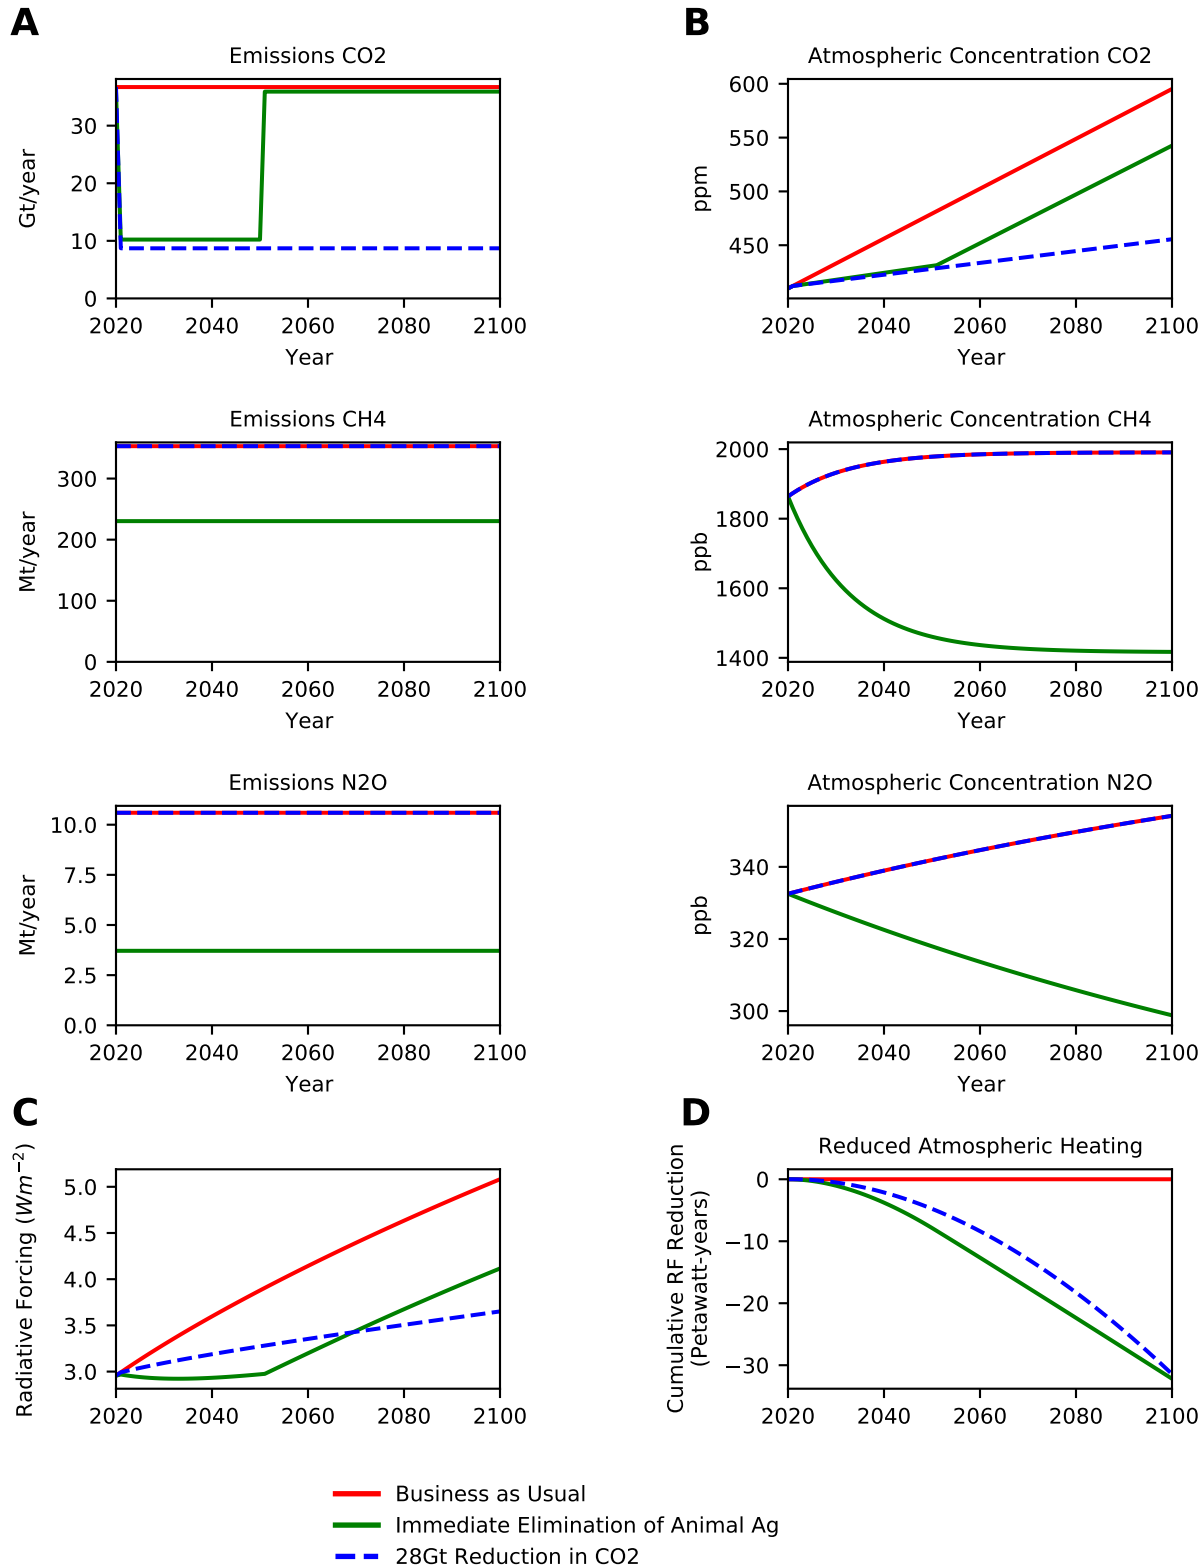 A
Emissions CO2
Gt/year
30
20
10
0
2020 2040 2060 2080 2100
Year
B
Atmospheric Concentration CO2
ppm
600
550
500
450
2020 2040 2060 2080 2100
Year
Emissions CH4
Mt/year
300
200
100
0
2020 2040 2060 2080 2100
Year
Atmospheric Concentration CH4
ppb
2000
1800
1600
1400
2020 2040 2060 2080 2100
Year
Emissions N2O
Mt/year
10.0
7.5
5.0
2.5
0.0
2020 2040 2060 2080 2100
Year
Atmospheric Concentration N2O
ppb
340
320
300
2020 2040 2060 2080 2100
Year
C
Radiative Forcing (Wm⁻²)
5.0
4.5
4.0
3.5
3.0
2020 2040 2060 2080 2100
D
Reduced Atmospheric Heating
Cumulative RF Reduction
(Petawatt-years)
0
−10
−20
−30
2020 2040 2060 2080 2100
Business as Usual
Immediate Elimination of Animal Ag
28Gt Reduction in CO2